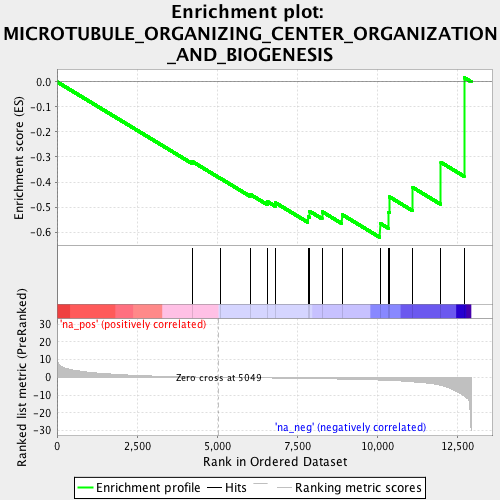 Enrichment plot:
MICROTUBULE_ORGANIZING_CENTER_ORGANIZATION
_AND_BIOGENESIS
Enrichment score (ES)
0.0
-0.1
-0.2
-0.3
-0.4
-0.5
-0.6
'na_pos' (positively correlated)
Ranked list metric (PreRanked)
30
20
10
0
-10
-20
-30
Zero cross at 5049
'na_neg' (negatively correlated)
0
2,500
5,000
7,500
10,000
12,500
Rank in Ordered Dataset
Enrichment profile
Hits
Ranking metric scores